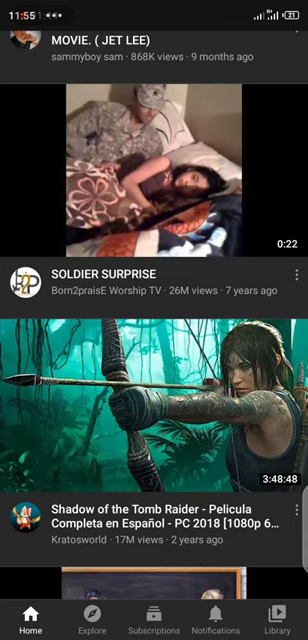 11:55
21
MOVIE. ( JET LEE)
sammyboy sam · 868K views · 9 months ago
0:22
SOLDIER SURPRISE
Born2praisE Worship TV · 26M views · 7 years ago
3:48:48
Shadow of the Tomb Raider - Pelicula
Completa en Español - PC 2018 [1080p 6...
Kratosworld · 17M views · 2 years ago
Home
Explore
Subscriptions
Notifications
Library